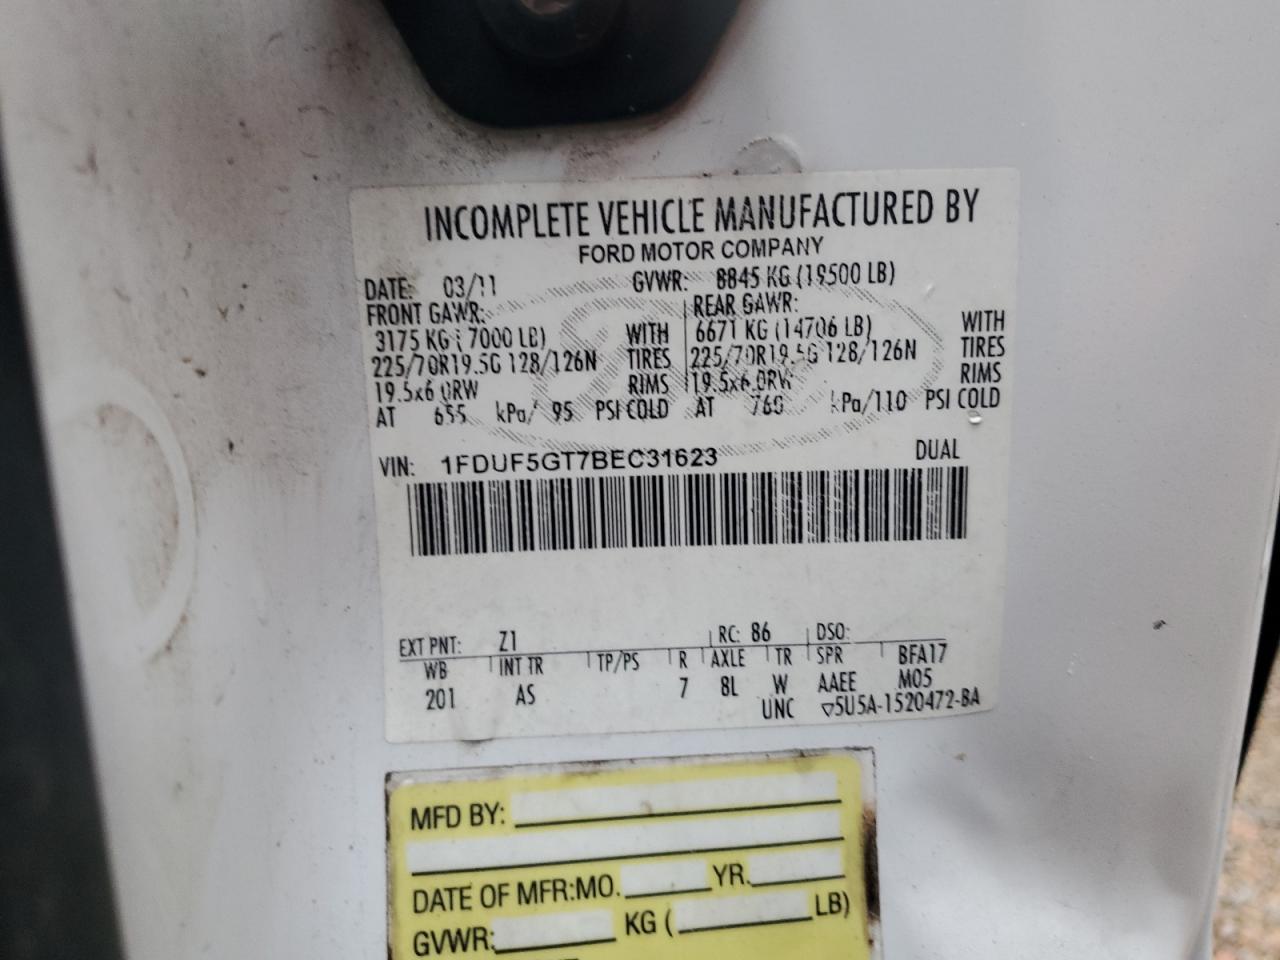 INCOMPLETE VEHICLE MANUFACTURED BY
FORD MOTOR COMPANY
DATE: 03/11 GVWR: 8845 KG (19500 LB)
FRONT GAWR: REAR GAWR:
3175 KG ( 7000 LB) WITH 6671 KG (14706 LB) WITH
225/70R19.5G 128/126N TIRES 225/70R19.5G 128/126N TIRES
19.5x6.0RW RIMS 19.5x6.0RW RIMS
AT 655 kPa/ 95 PSI COLD AT 760 kPa/110 PSI COLD
VIN: 1FDUF5GT7BEC31623 DUAL
EXT PNT: Z1 RC: 86 DSO:
WB INT TR TP/PS R AXLE TR SPR BFA17
201 AS 7 8L W AAEE M05
UNC ▽5U5A-1520472-BA
MFD BY:
DATE OF MFR:MO. YR.
GVWR: KG ( LB)